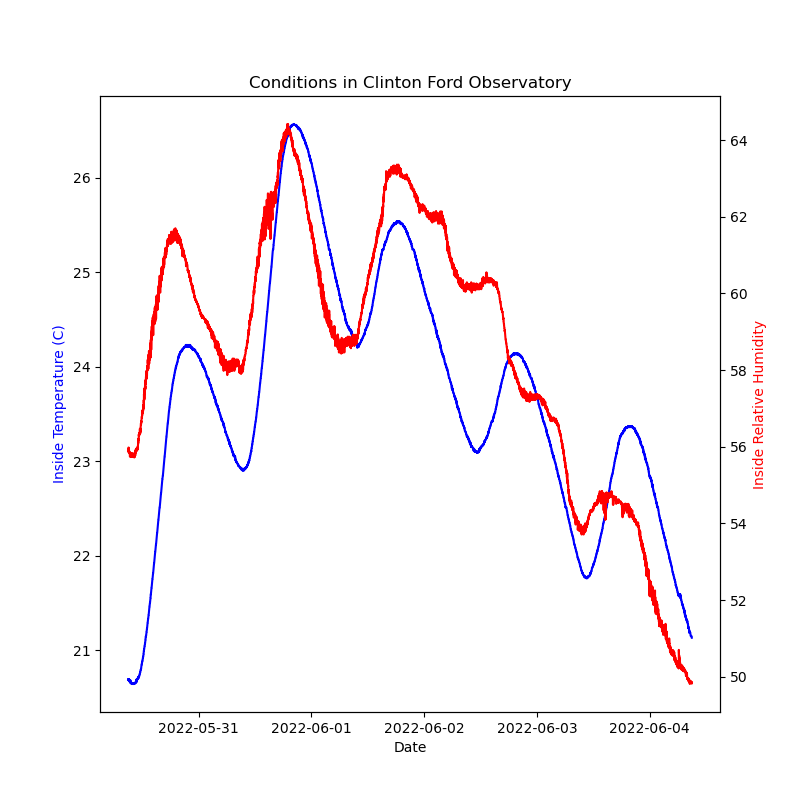 Conditions in Clinton Ford Observatory
Inside Temperature (C)
26
25
24
23
22
21
64
62
60
58
56
54
52
50
Inside Relative Humidity
2022-05-31 2022-06-01 2022-06-02 2022-06-03 2022-06-04
Date